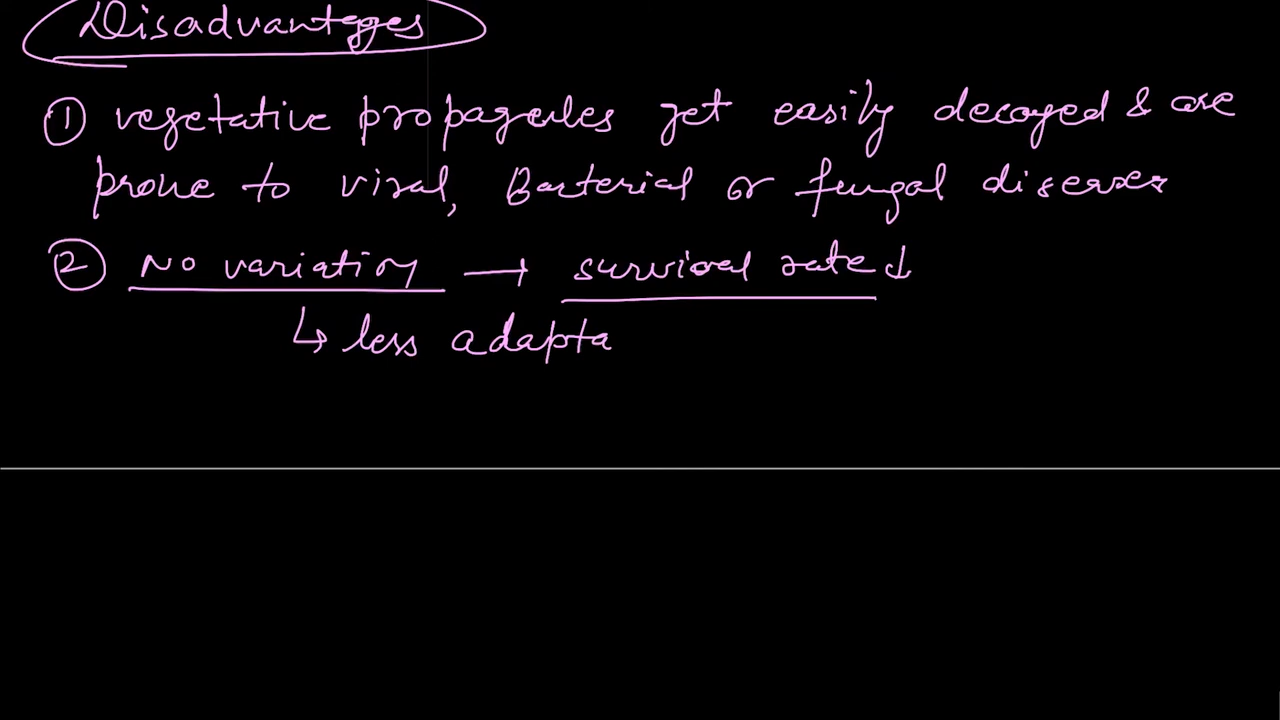 Disadvantages
① vegetative propagules get easily decayed & are
prone to viral, Bacterial or fungal diseases
② No variation → survival rate ↓
↳ less adapta